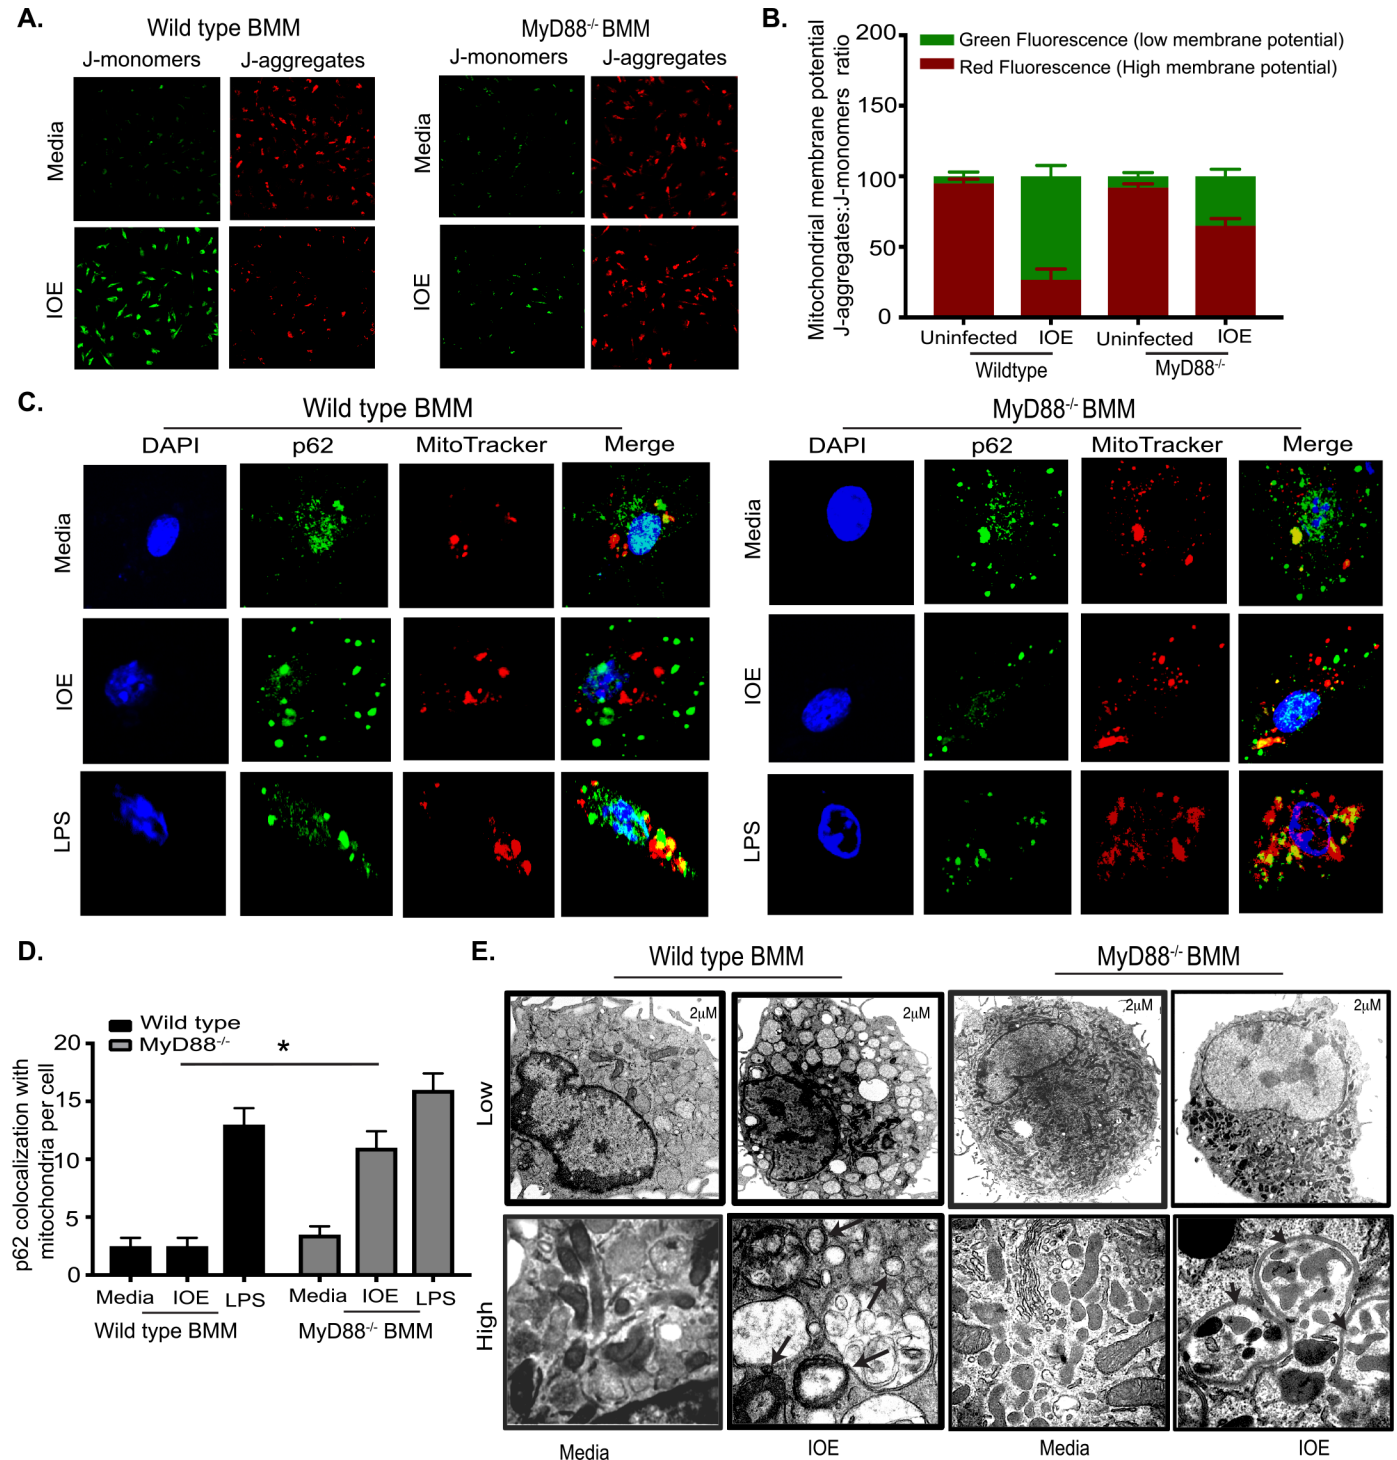 A.
Wild type BMM
MyD88-/- BMM
J-monomers J-aggregates
J-monomers J-aggregates
Media
IOE
Media
IOE
B.
Mitochondrial membrane potential
J-aggregates:J-monomers ratio
200
150
100
50
0
Green Fluorescence (low membrane potential)
Red Fluorescence (High membrane potential)
Uninfected IOE Uninfected IOE
Wildtype MyD88-/-
C.
Wild type BMM
DAPI p62 MitoTracker Merge
Media
IOE
LPS
MyD88-/- BMM
DAPI p62 MitoTracker Merge
Media
IOE
LPS
D.
Wild type
MyD88-/-
p62 colocalization with
mitochondria per cell
20
15
10
5
0
*
Media IOE LPS Media IOE LPS
Wild type BMM MyD88-/- BMM
E.
Wild type BMM
MyD88-/- BMM
Low
2μM
2μM
2μM
2μM
High
Media IOE Media IOE